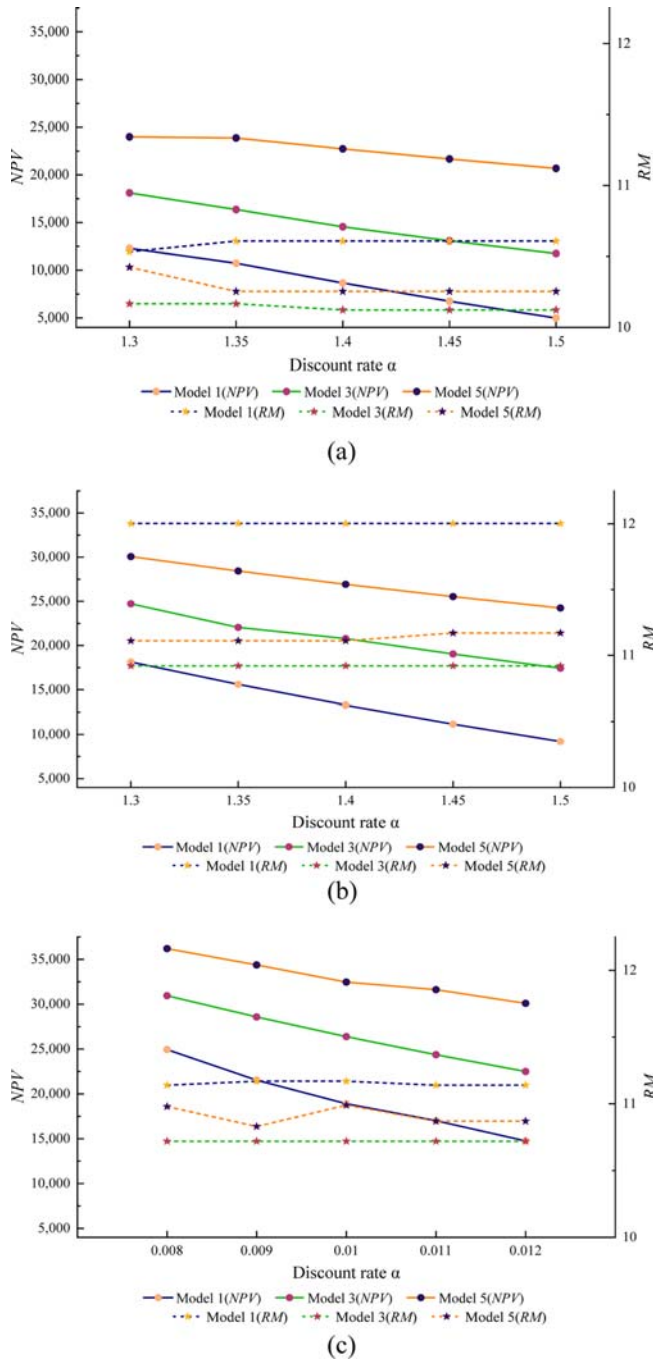 35,000
12
30,000
25,000
NPV
20,000
11
RM
15,000
10,000
5,000
10
1.3 1.35 1.4 1.45 1.5
Discount rate α
Model 1(NPV) Model 3(NPV) Model 5(NPV)
Model 1(RM) Model 3(RM) Model 5(RM)
(a)
35,000
12
30,000
25,000
NPV
20,000
11
RM
15,000
10,000
5,000
10
1.3 1.35 1.4 1.45 1.5
Discount rate α
Model 1(NPV) Model 3(NPV) Model 5(NPV)
Model 1(RM) Model 3(RM) Model 5(RM)
(b)
35,000
12
30,000
25,000
NPV
20,000
11
RM
15,000
10,000
5,000
10
0.008 0.009 0.01 0.011 0.012
Discount rate α
Model 1(NPV) Model 3(NPV) Model 5(NPV)
Model 1(RM) Model 3(RM) Model 5(RM)
(c)